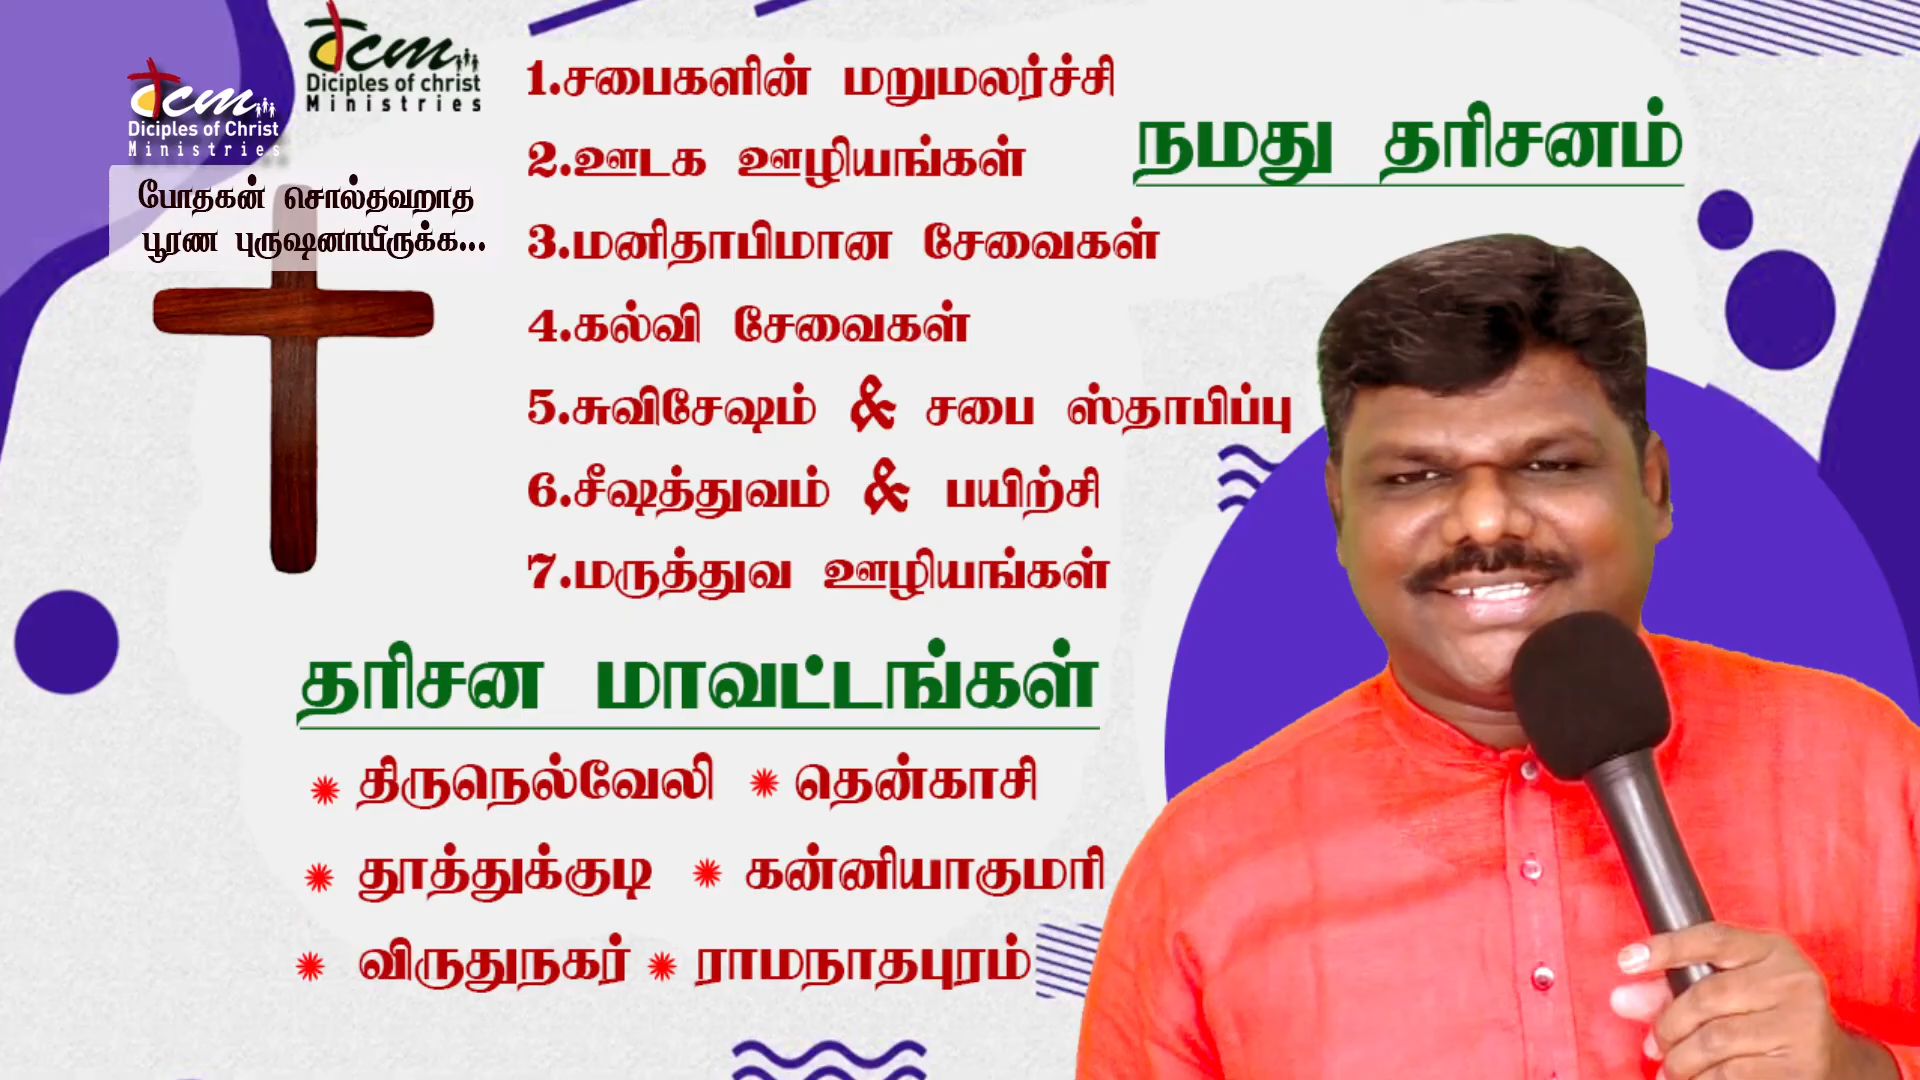 dcm
Diciples of christ
Ministries
dcm
Diciples of Christ
Ministries
போதகன் சொல்தவறாத
பூரண புருஷனாயிருக்க...
நமது தரிசனம்
1.சபைகளின் மறுமலர்ச்சி
2.ஊடக ஊழியங்கள்
3.மனிதாபிமான சேவைகள்
4.கல்வி சேவைகள்
5.சுவிசேஷம் & சபை ஸ்தாபிப்பு
6.சீஷத்துவம் & பயிற்சி
7.மருத்துவ ஊழியங்கள்
தரிசன மாவட்டங்கள்
திருநெல்வேலி தென்காசி
தூத்துக்குடி கன்னியாகுமரி
விருதுநகர் ராமநாதபுரம்